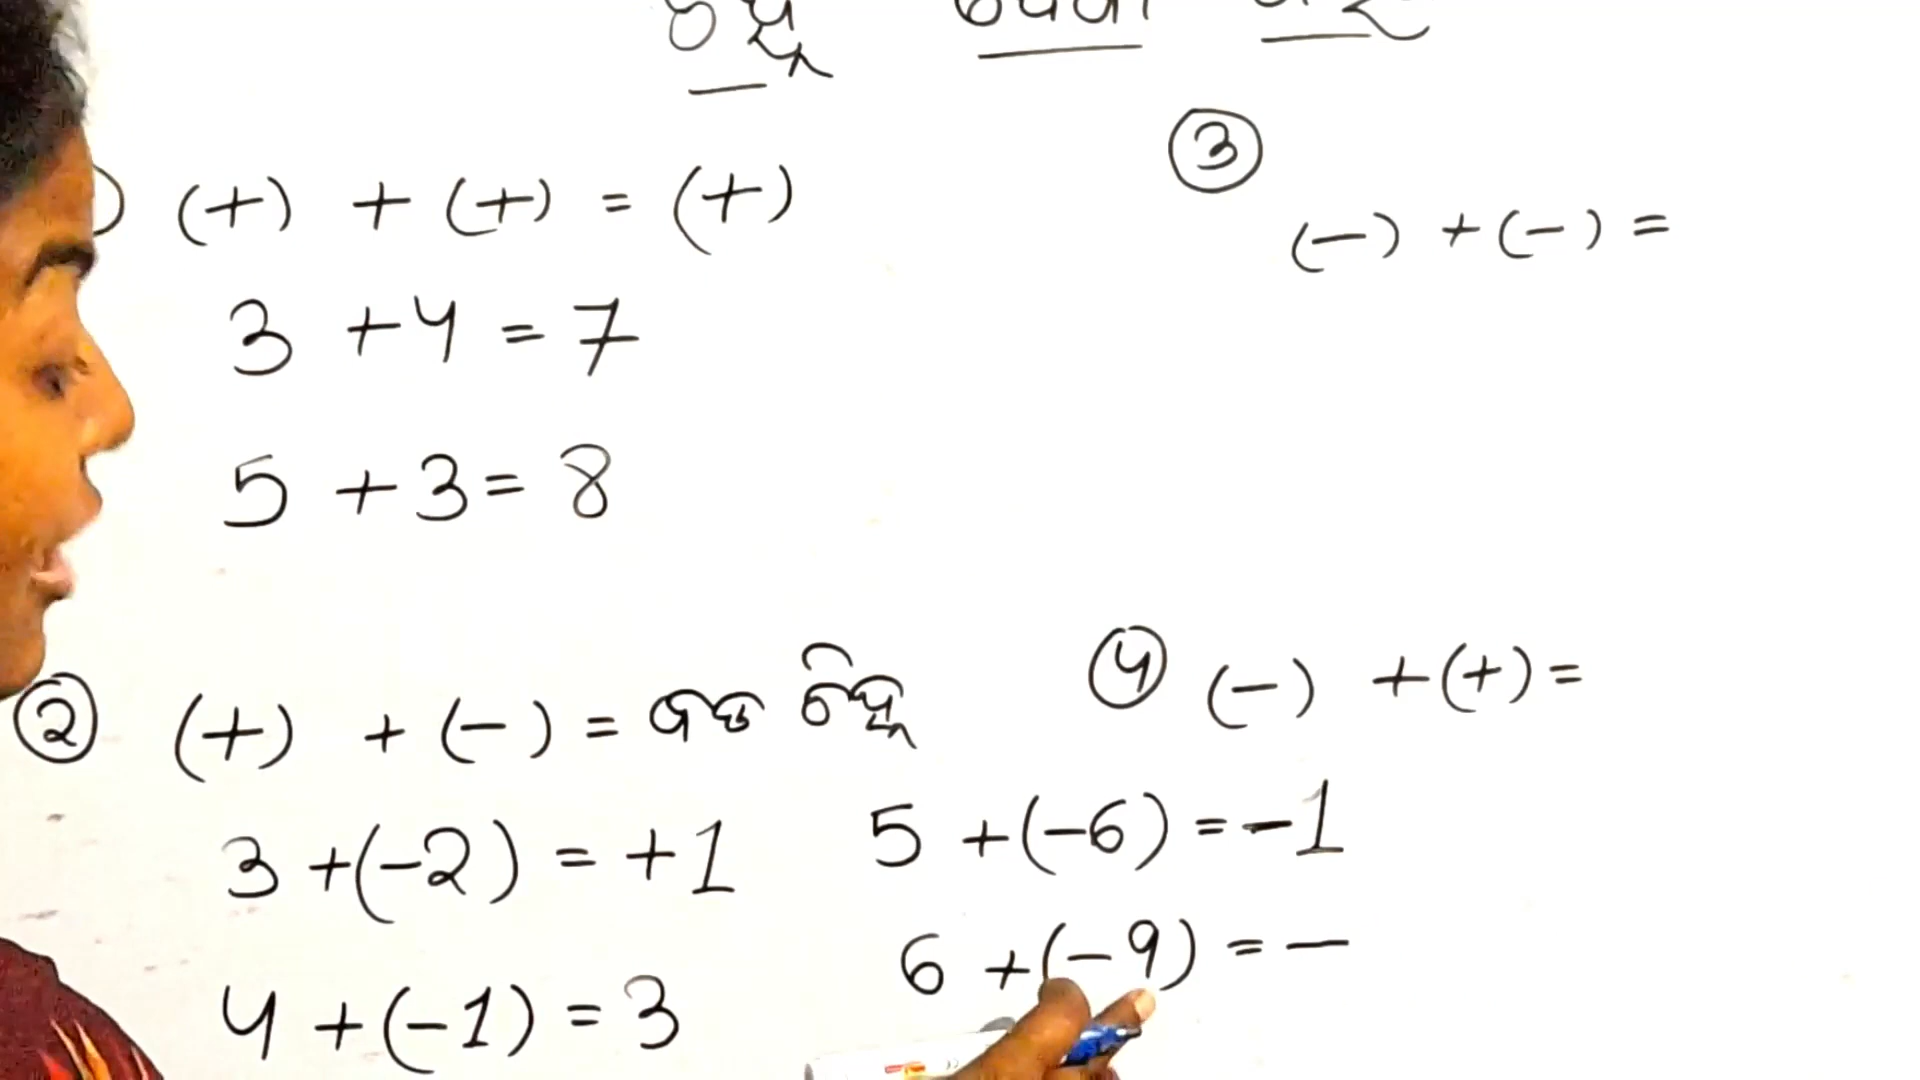 (+) + (+) = (+)
3 + 4 = 7
5 + 3 = 8
② (+) + (-) = ବଡ ଚିହ୍ନ
3 + (-2) = +1
4 + (-1) = 3
③
(-) + (-) =
④ (-) + (+) =
5 + (-6) = -1
6 + (-9) = -